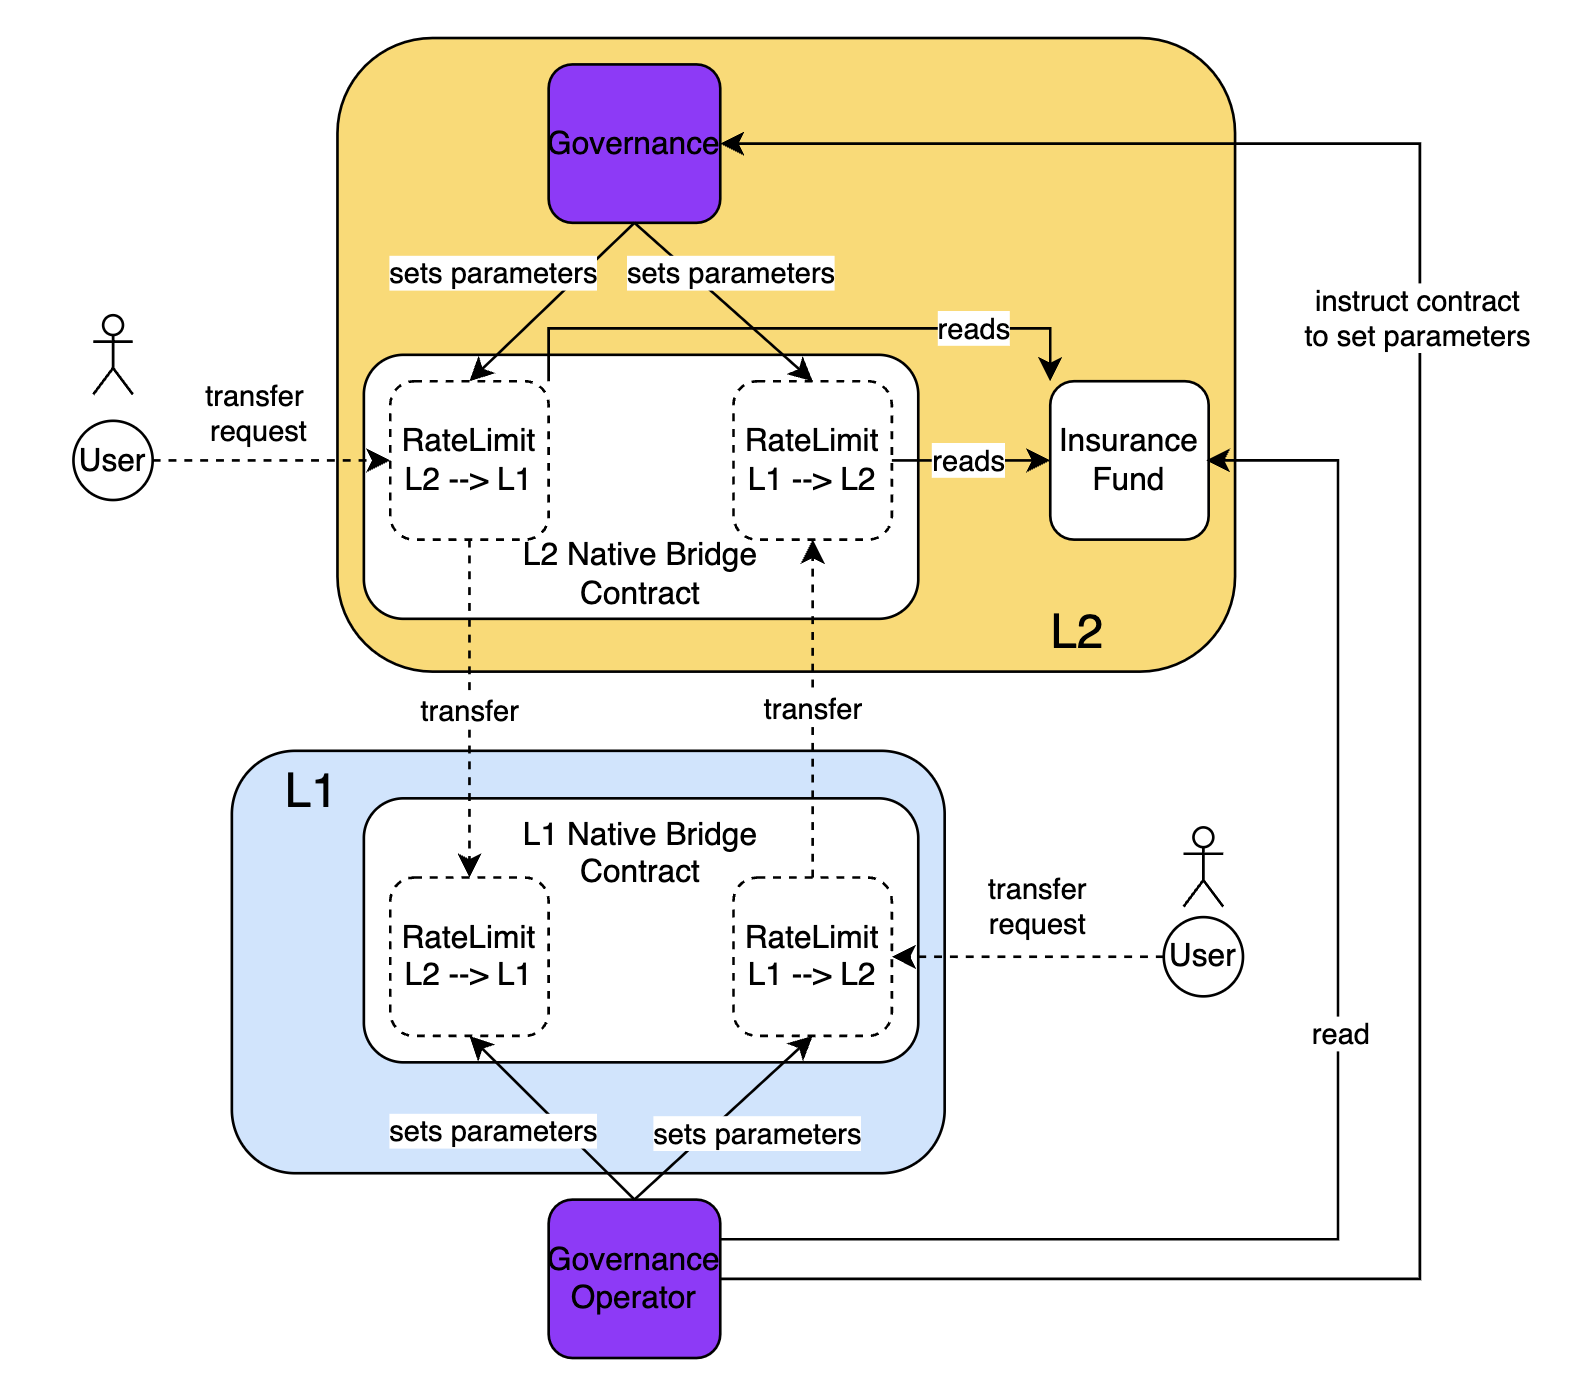 Governance
sets parameters
sets parameters
instruct contract
to set parameters
reads
transfer
request
User
RateLimit
L2 --> L1
RateLimit
L1 --> L2
reads
Insurance
Fund
L2 Native Bridge
Contract
L2
transfer
transfer
L1
L1 Native Bridge
Contract
RateLimit
L2 --> L1
RateLimit
L1 --> L2
transfer
request
User
read
sets parameters
sets parameters
Governance
Operator